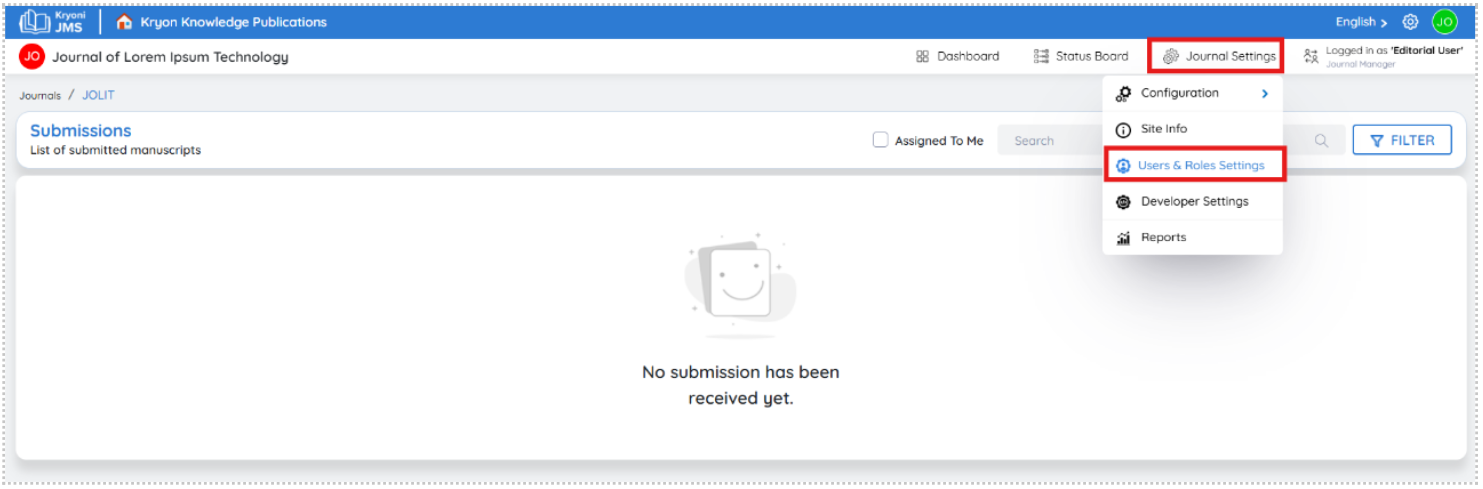 Kryoni JMS
Kryon Knowledge Publications
English >
JO
JO
Journal of Lorem Ipsum Technology
Dashboard
Status Board
Journal Settings
Logged in as 'Editorial User'
Journal Manager
Journals / JOLIT
Configuration >
Site Info
Users & Roles Settings
Developer Settings
Reports
Submissions
List of submitted manuscripts
Assigned To Me
Search
FILTER
No submission has been
received yet.